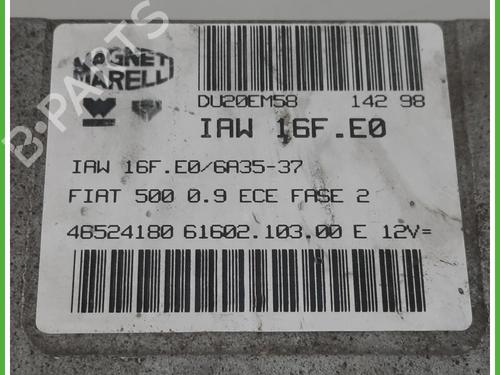 MAGNETI
MARELLI
DU20EM58 142 98
IAW 16F.E0
IAW 16F.E0/6A35-37
FIAT 500 0.9 ECE FASE 2
46524180 61602.103.00 E 12V=
B-PARTS